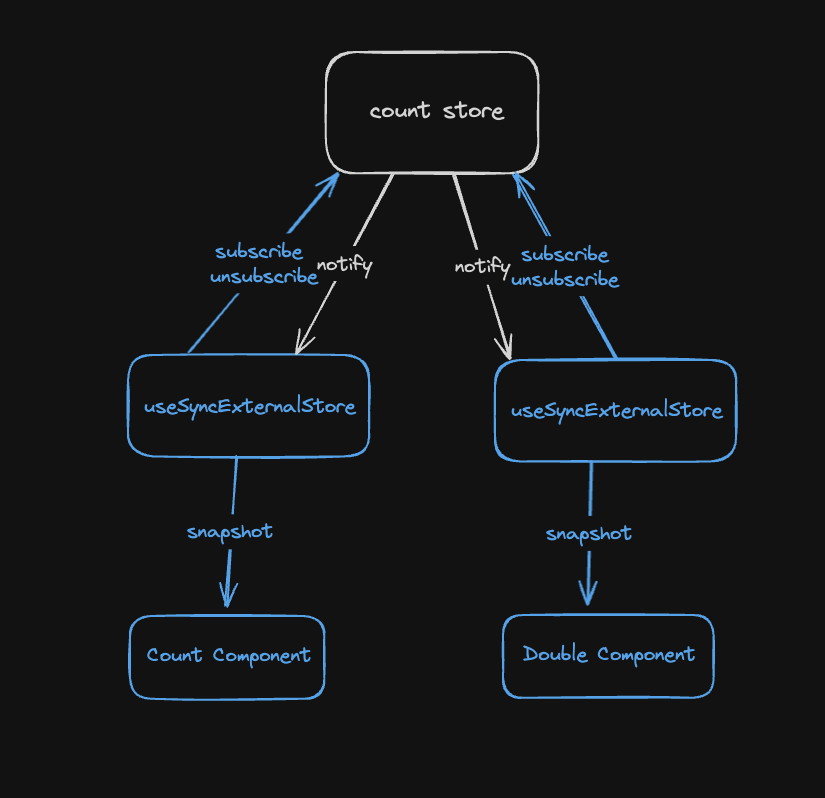 count store
subscribe
unsubscribe
notify
notify
subscribe
unsubscribe
useSyncExternalStore
useSyncExternalStore
snapshot
snapshot
Count Component
Double Component